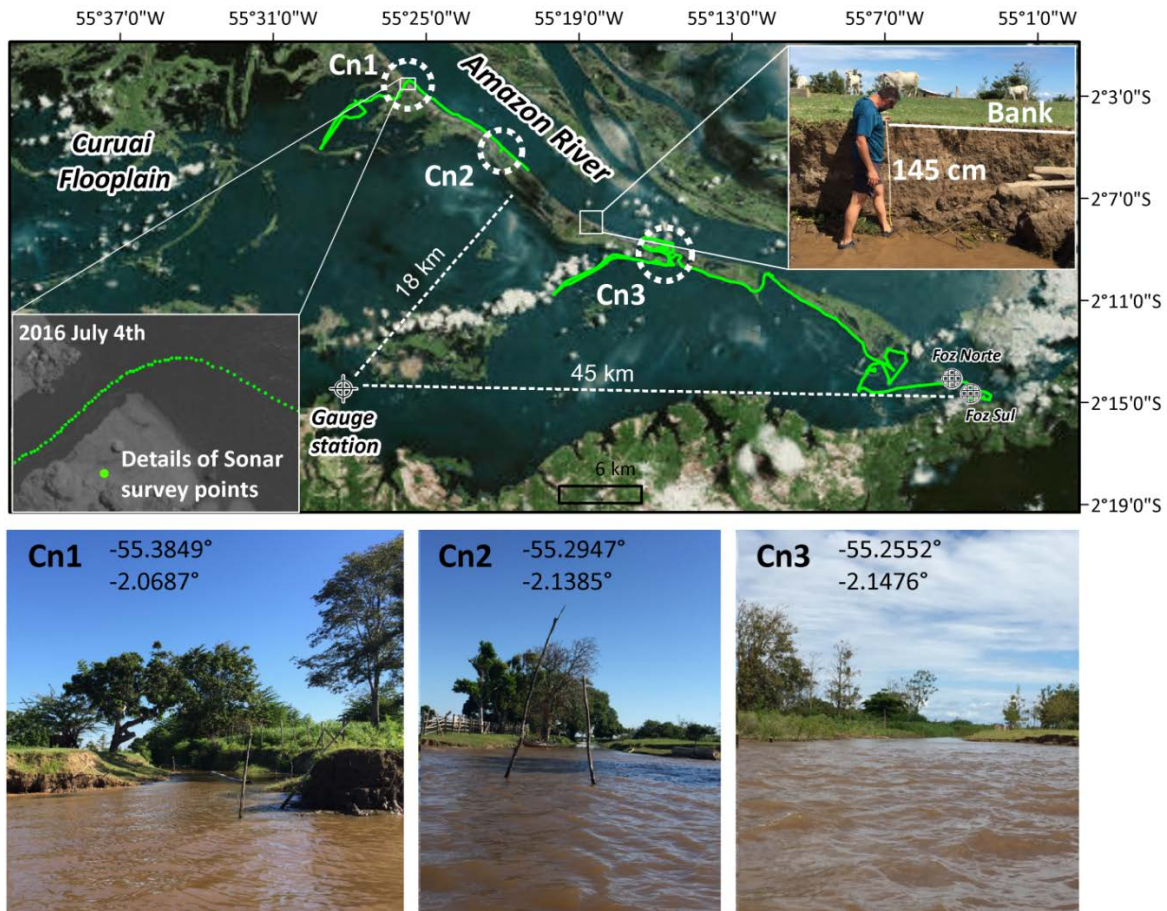 55°37'0"W 55°31'0"W 55°25'0"W 55°19'0"W 55°13'0"W 55°7'0"W 55°1'0"W
Cn1
Amazon River
Bank
2°3'0"S
Curuai
Flooplain
Cn2
145 cm
2°7'0"S
18 km
Cn3
2°11'0"S
2016 July 4th
Foz Norte
45 km
Foz Sul
2°15'0"S
Gauge
station
Details of Sonar
survey points
6 km
2°19'0"S
Cn1
-55.3849°
-2.0687°
Cn2
-55.2947°
-2.1385°
Cn3
-55.2552°
-2.1476°